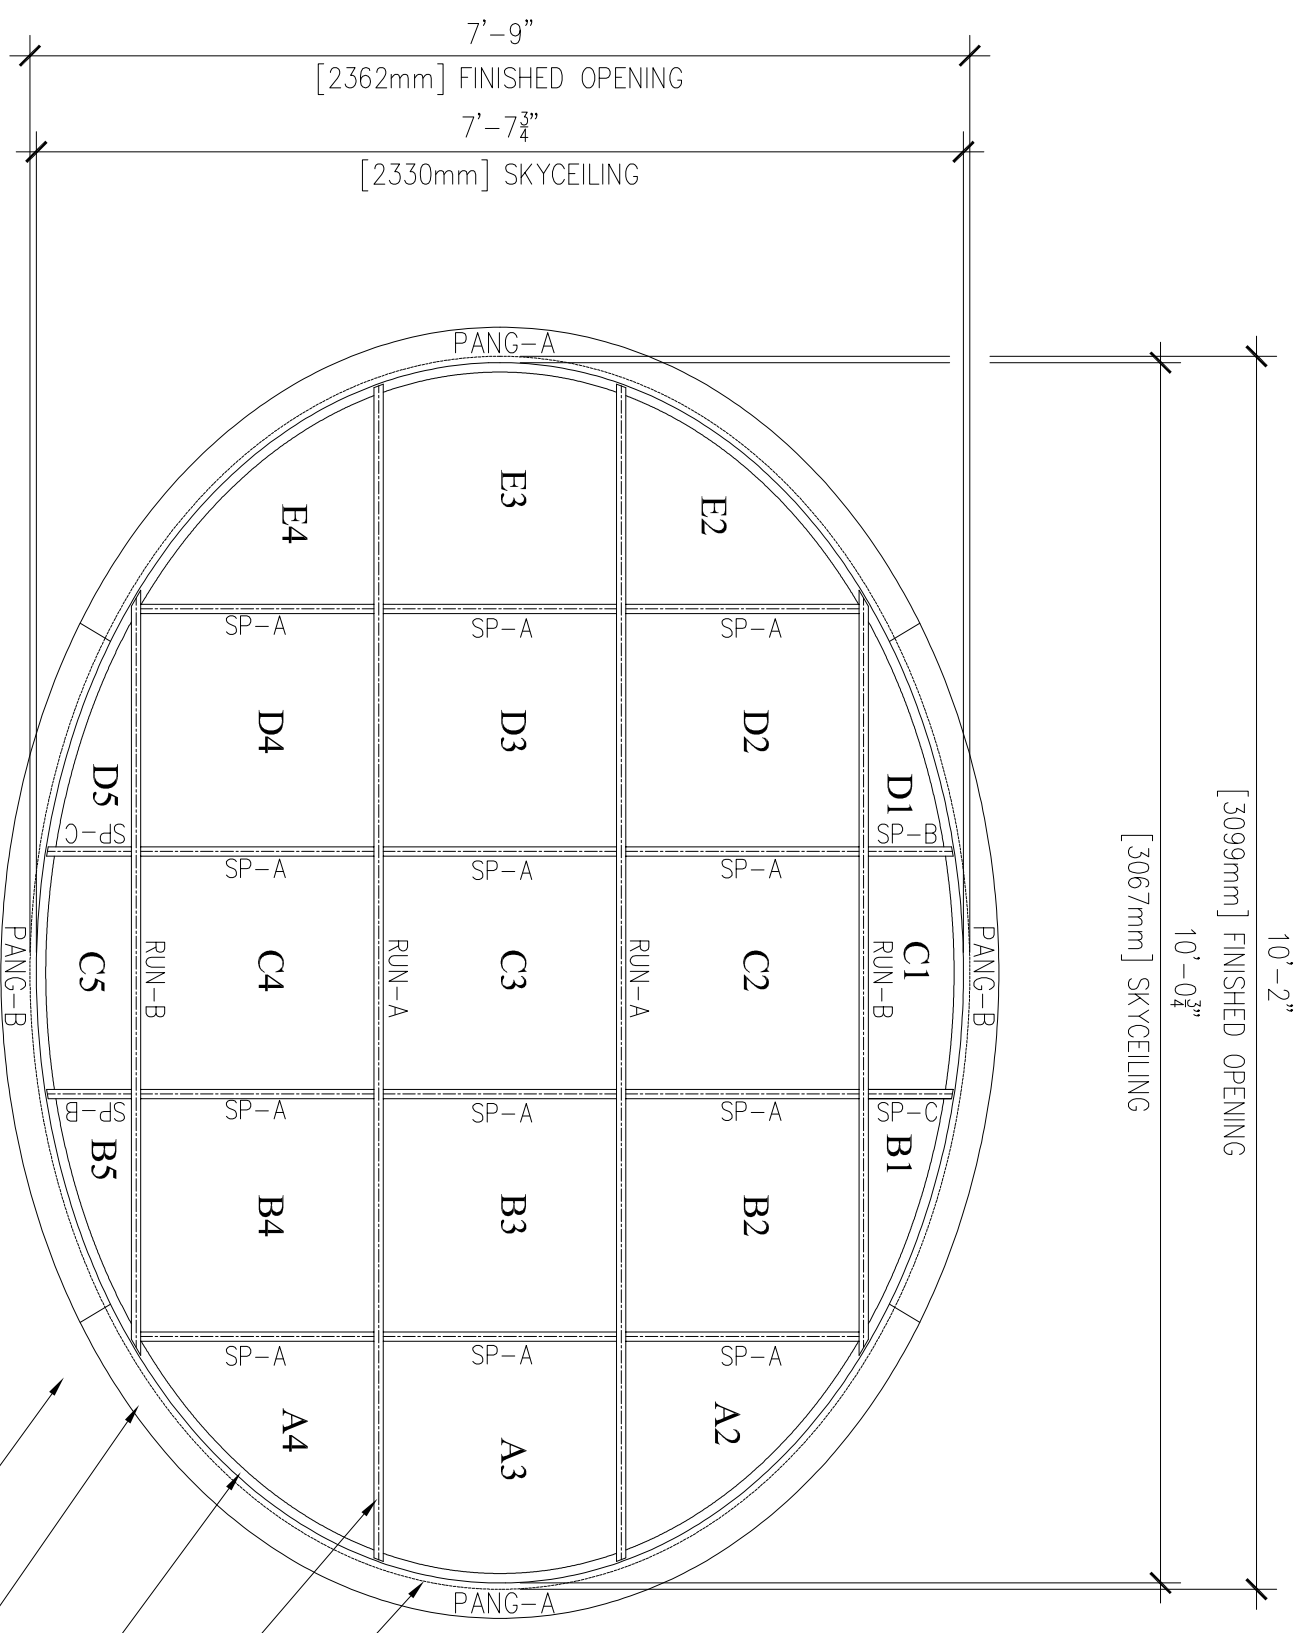 7'-9"
[2362mm] FINISHED OPENING
7'-7¾"
[2330mm] SKYCEILING
10'-2"
[3099mm] FINISHED OPENING
10'-0¾"
[3067mm] SKYCEILING
PANG-A
E4
E3
E2
SP-A
SP-A
SP-A
D5
D4
D3
D2
D1
SP-C
SP-A
SP-A
SP-A
SP-B
PANG-B
C5
RUN-B
C4
RUN-A
C3
RUN-A
C2
RUN-B
C1
PANG-B
SP-B
SP-A
SP-A
SP-A
SP-C
B5
B4
B3
B2
B1
SP-A
SP-A
SP-A
A4
A3
A2
PANG-A